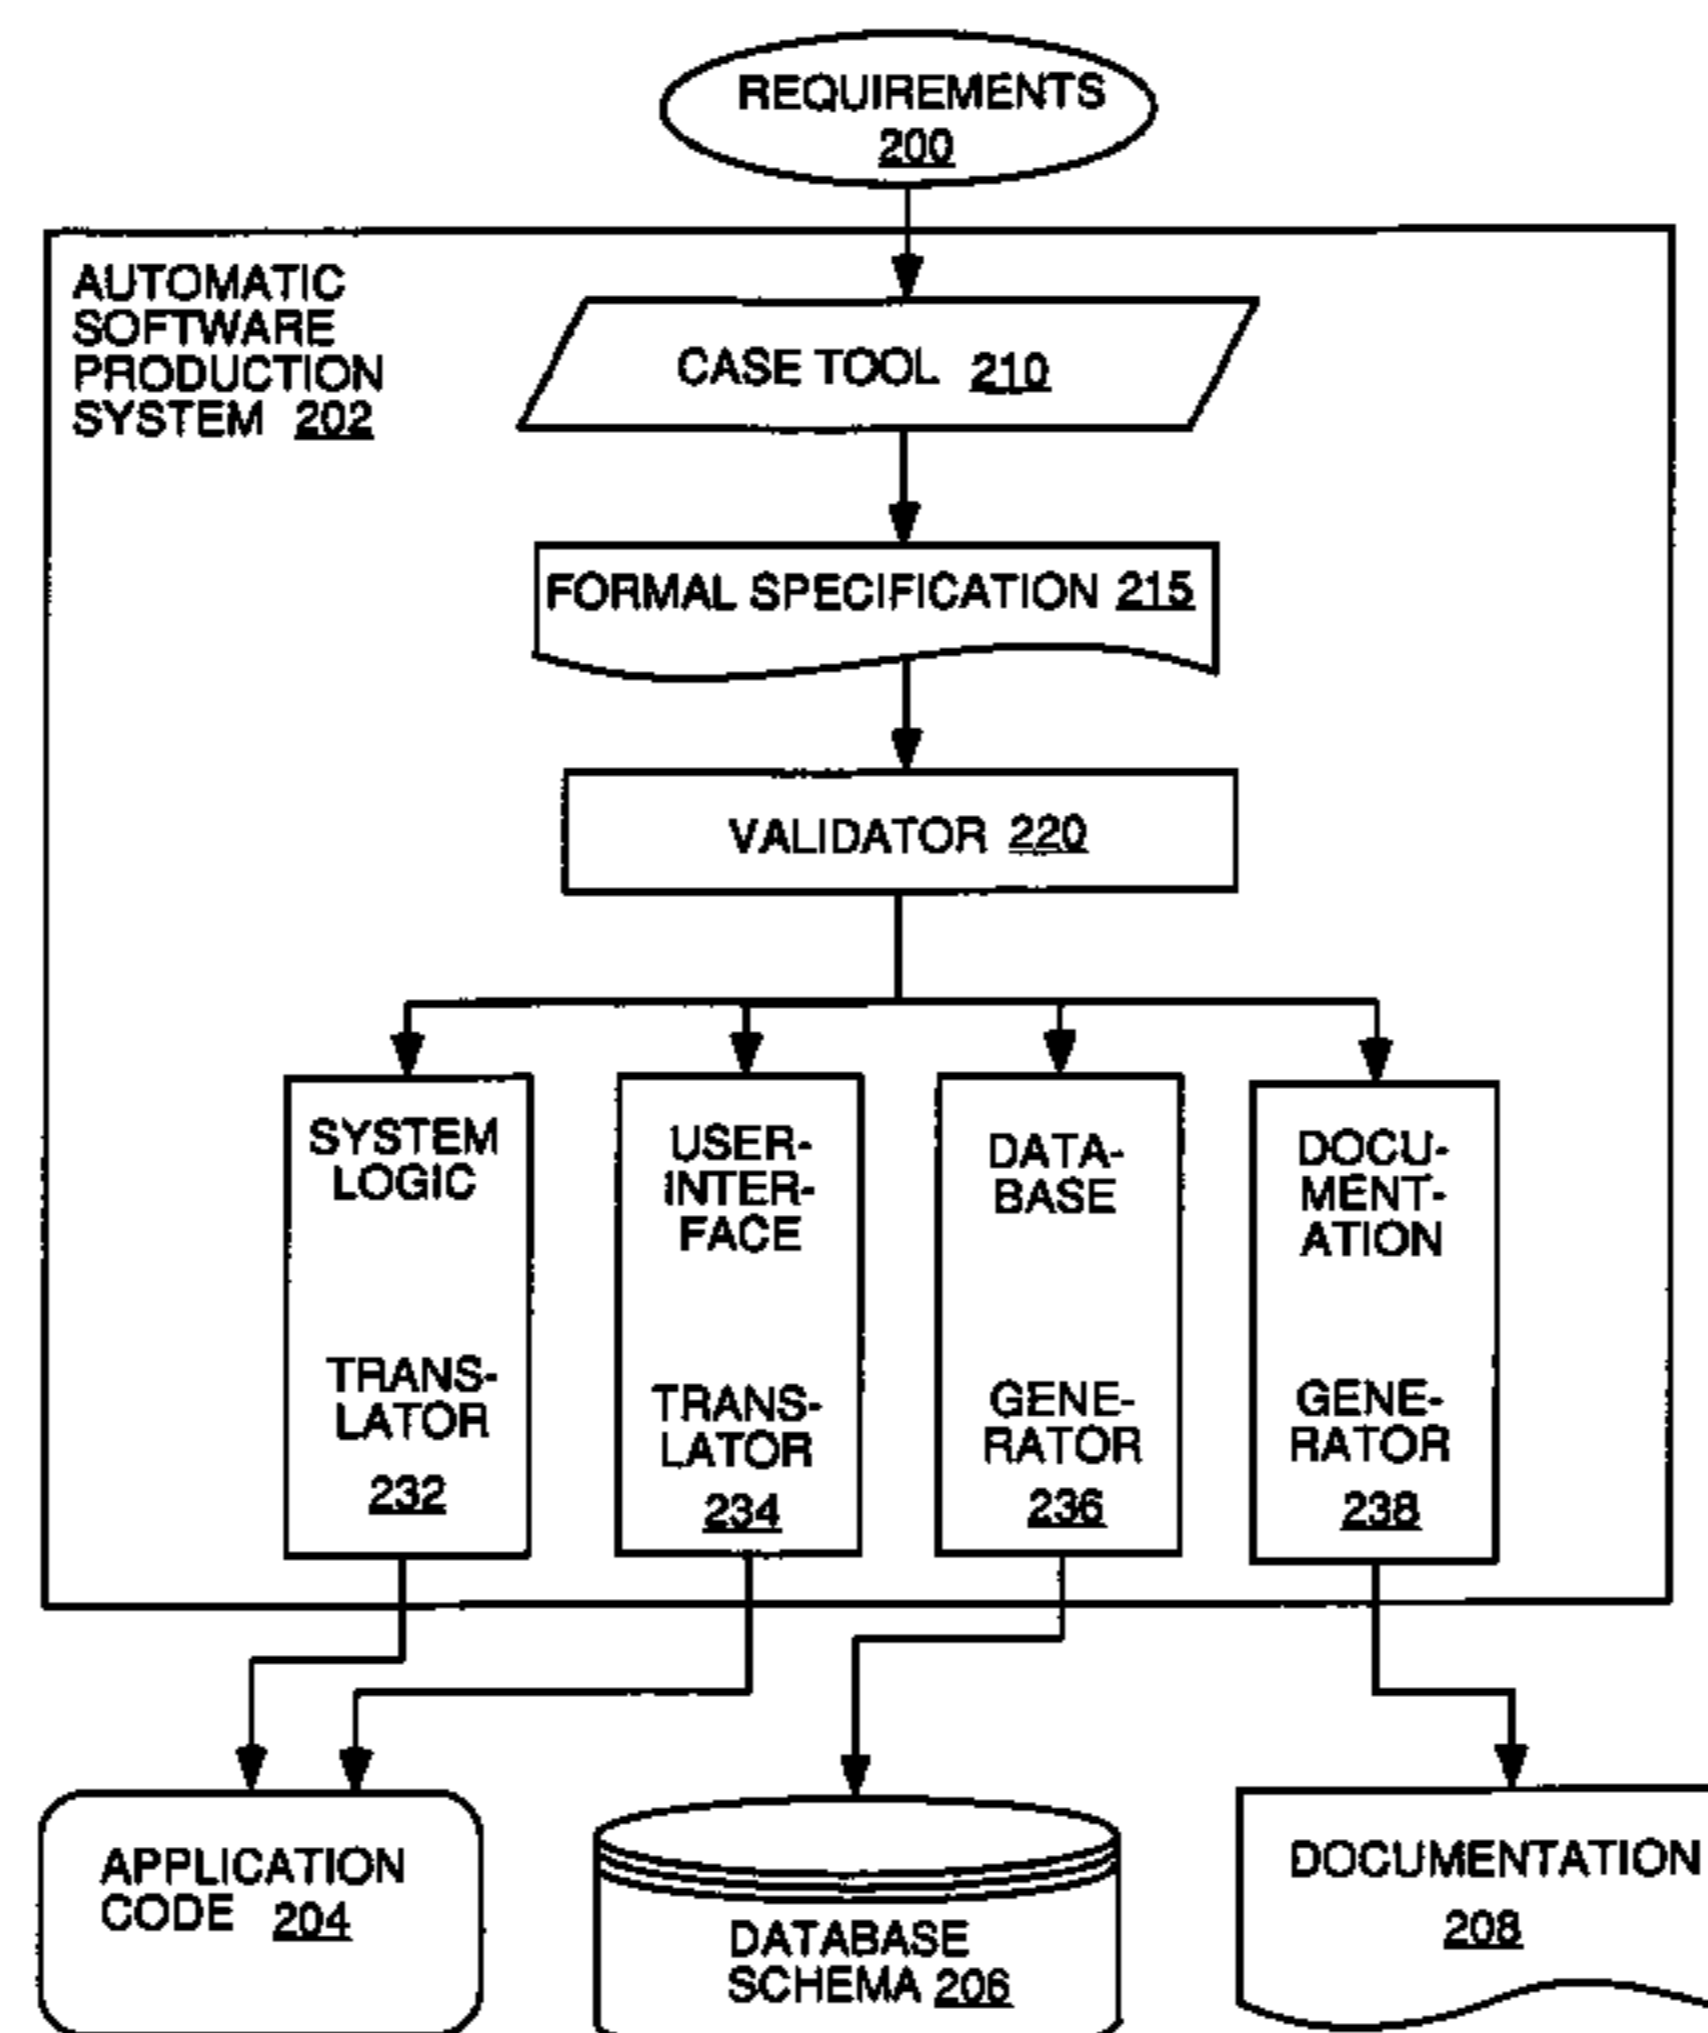 REQUIREMENTS
200
AUTOMATIC
SOFTWARE
PRODUCTION
SYSTEM 202
CASE TOOL 210
FORMAL SPECIFICATION 215
VALIDATOR 220
SYSTEM
LOGIC
TRANS-
LATOR
232
USER-
INTER-
FACE
TRANS-
LATOR
234
DATA-
BASE
GENE-
RATOR
236
DOCU-
MENT-
ATION
GENE-
RATOR
238
APPLICATION
CODE 204
DATABASE
SCHEMA 206
DOCUMENTATION
208